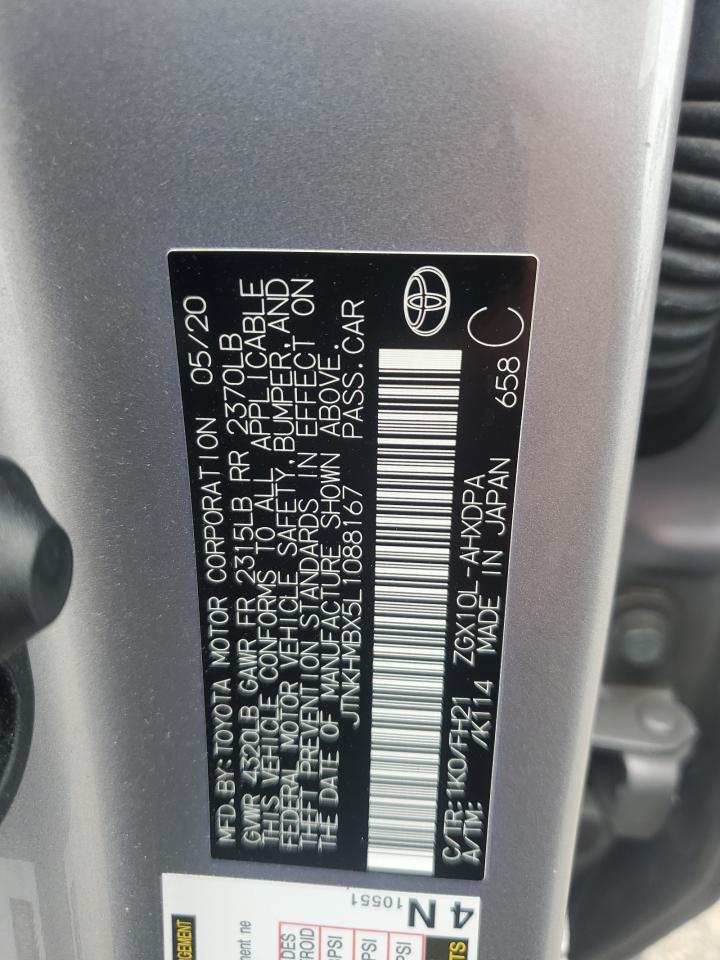 MFD. BY: TOYOTA MOTOR CORPORATION 05/20
GVWR 4320LB GAWR FR 2315LB RR 2370LB
THIS VEHICLE CONFORMS TO ALL APPLICABLE
FEDERAL MOTOR VEHICLE SAFETY, BUMPER, AND
THEFT PREVENTION STANDARDS IN EFFECT ON
THE DATE OF MANUFACTURE SHOWN ABOVE.
JTNKHMBX5L1088167 PASS. CAR
C/TR: 1K0/FH21 ZGX10L-AHXDPA 658 C
A/TM: /K114 MADE IN JAPAN
4 N
10551